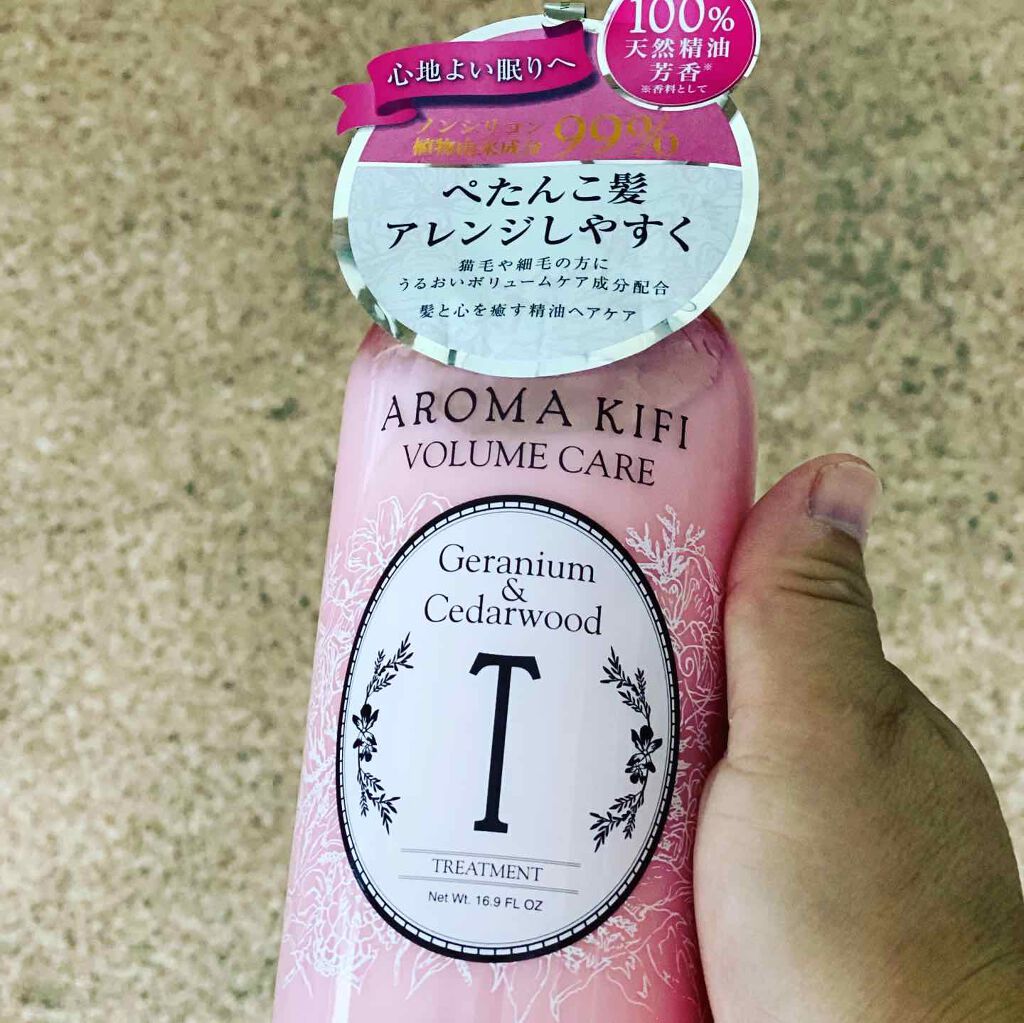 100%
天然精油
芳香※
※香料として
心地よい眠りへ
ノンシリコン
植物由来成分 99%
ぺたんこ髪
アレンジしやすく
猫毛や細毛の方に
うるおいボリュームケア成分配合
髪と心を癒す精油ヘアケア
AROMA KIFI
VOLUME CARE
Geranium
&
Cedarwood
T
TREATMENT
Net Wt. 16.9 FL OZ